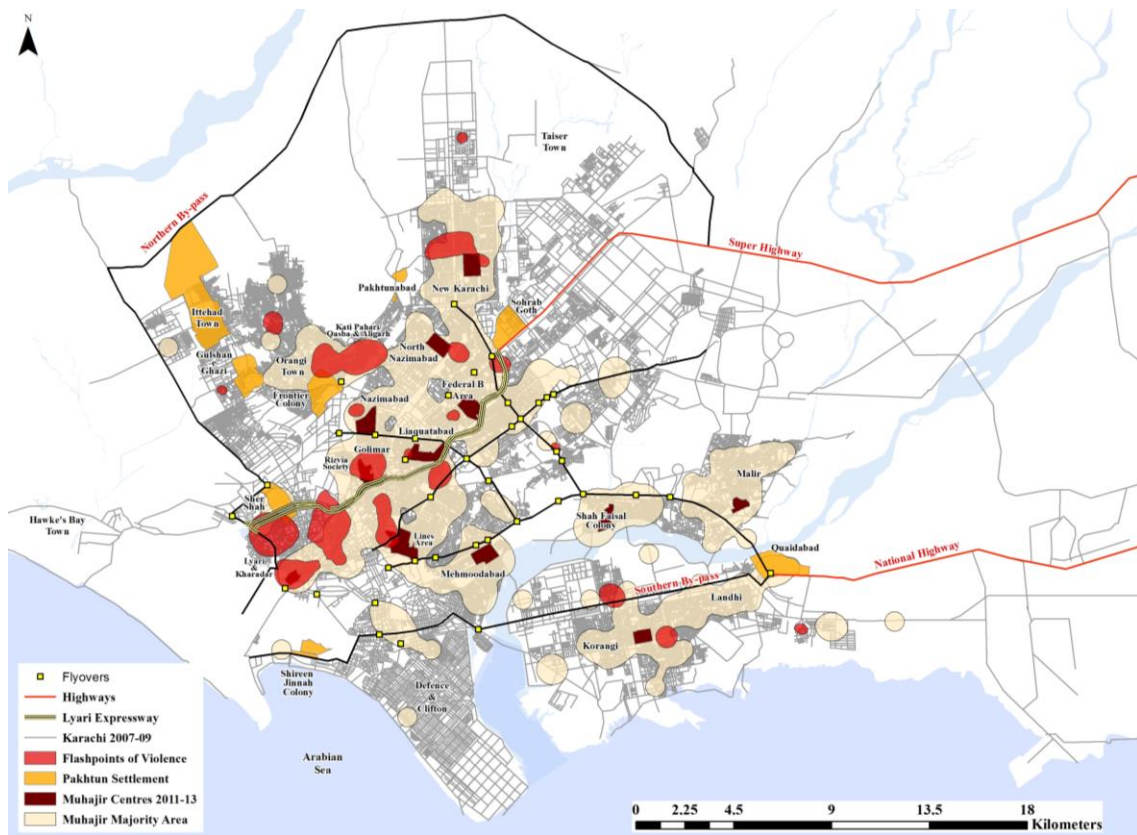 N
Taiser
Town
Northern By-pass
Super Highway
Pakhtunabad
New Karachi
Sohrab
Goth
Ittehad
Town
Kati Pahari/
Qasba & Aligarh
North
Nazimabad
Gulshan
e
Ghazi
Orangi
Town
Federal B
Area
Frontier
Colony
Nazimabad
Liaquatabad
Golimar
Rizvia
Society
Malir
Sher
Shah
Hawke's Bay
Town
Shah Faisal
Colony
Lines
Area
Quaidabad
National Highway
Lyari
&
Kharadar
Mehmoodabad
Southern By-pass
Landhi
Korangi
Shireen
Jinnah
Colony
Defence
&
Clifton
Arabian
Sea
Flyovers
Highways
Lyari Expressway
Karachi 2007-09
Flashpoints of Violence
Pakhtun Settlement
Muhajir Centres 2011-13
Muhajir Majority Area
0 2.25 4.5 9 13.5 18
Kilometers